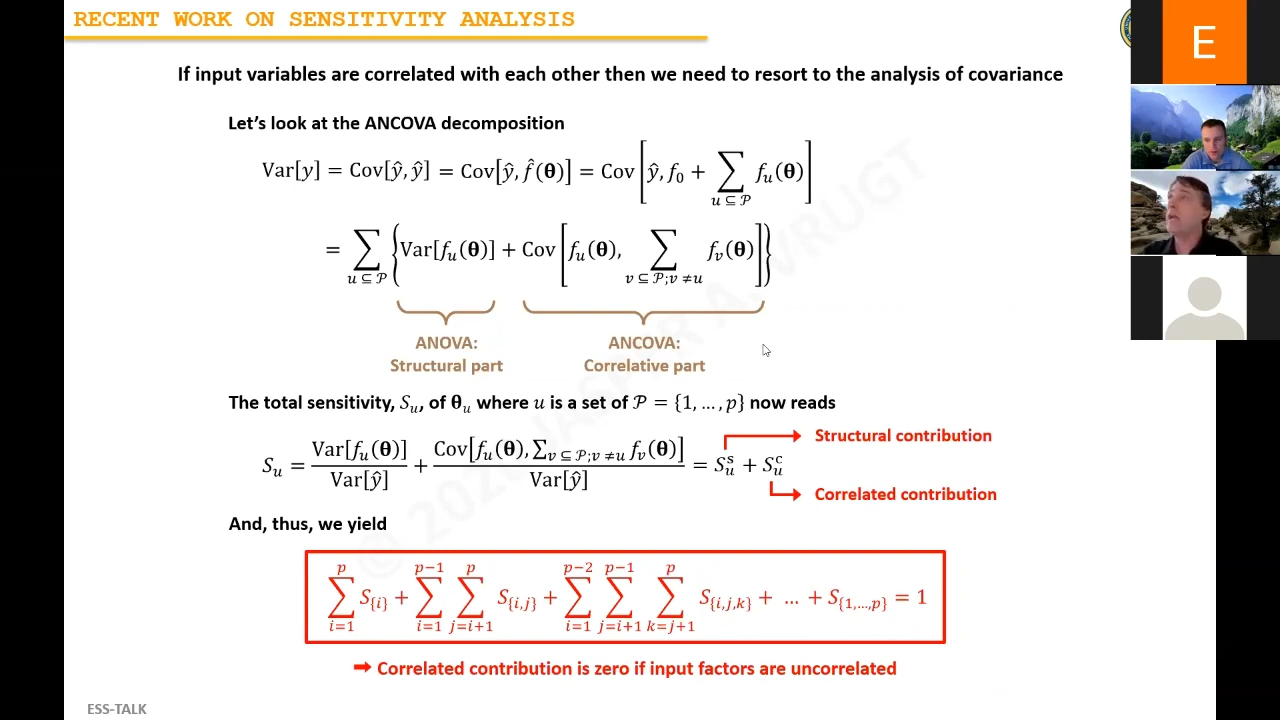 RECENT WORK ON SENSITIVITY ANALYSIS
E
If input variables are correlated with each other then we need to resort to the analysis of covariance
Let's look at the ANCOVA decomposition
Var[y] = Cov[ŷ, ŷ] = Cov[ŷ, f̂(θ)] = Cov[ŷ, f₀ + ∑_{u ⊆ 𝒫} f_u(θ)]
= ∑_{u ⊆ 𝒫} {Var[f_u(θ)] + Cov[f_u(θ), ∑_{v ⊆ 𝒫; v ≠u} f_v(θ)]}
ANOVA: ANCOVA:
Structural part Correlative part
The total sensitivity, S_u, of θ_u where u is a set of 𝒫 = {1, ..., p} now reads
S_u = Var[f_u(θ)] / Var[ŷ] + Cov[f_u(θ), ∑_{v ⊆ 𝒫; v ≠u} f_v(θ)] / Var[ŷ] = S_u^s + S_u^c
Structural contribution
Correlated contribution
And, thus, we yield
∑_{i=1}^{p} S_{i} + ∑_{i=1}^{p−1} ∑_{j=i+1}^{p} S_{i,j} + ∑_{i=1}^{p−2} ∑_{j=i+1}^{p−1} ∑_{k=j+1}^{p} S_{i,j,k} + ... + S_{1,...,p} = 1
➞ Correlated contribution is zero if input factors are uncorrelated
ESS-TALK